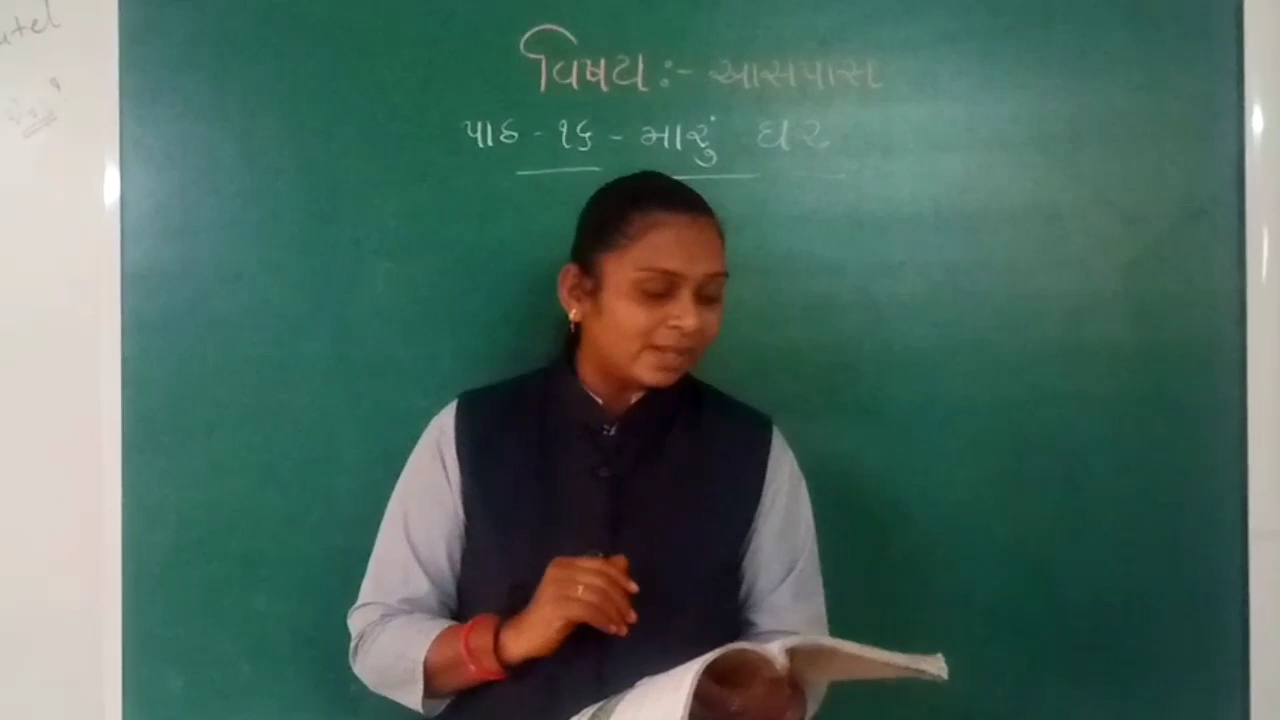 વિષય :- આસપાસ
પાઠ - ૧૬ - મારું ઘર